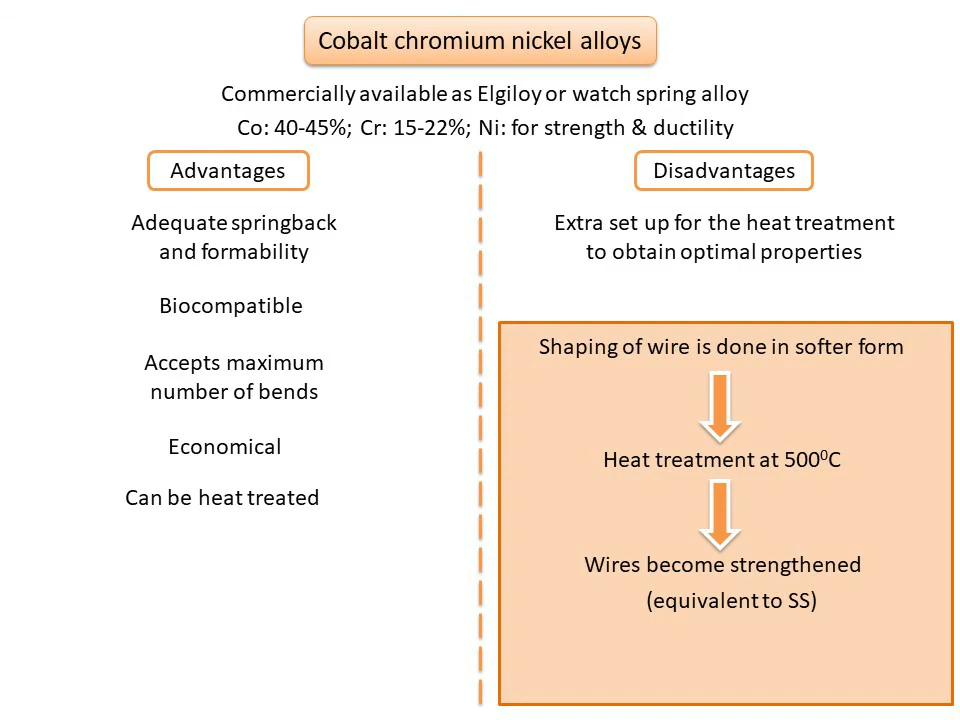 Cobalt chromium nickel alloys
Commercially available as Elgiloy or watch spring alloy
Co: 40-45%; Cr: 15-22%; Ni: for strength & ductility
Advantages
Adequate springback
and formability
Biocompatible
Accepts maximum
number of bends
Economical
Can be heat treated
Disadvantages
Extra set up for the heat treatment
to obtain optimal properties
Shaping of wire is done in softer form
Heat treatment at 500⁰C
Wires become strengthened
(equivalent to SS)